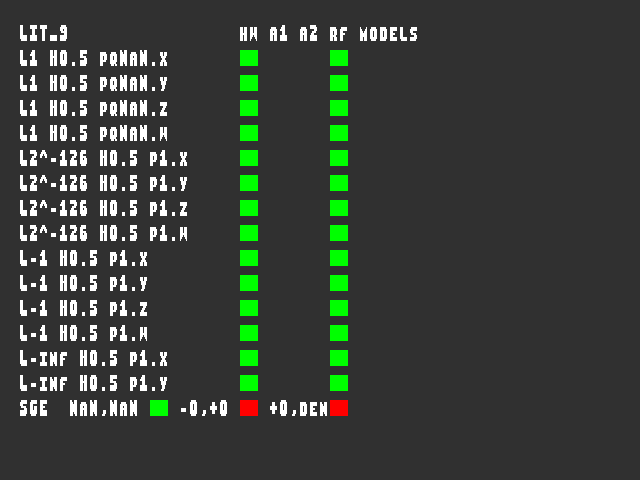 LIT_9 HW A1 A2 RF MODELS
L1 H0.5 pQNaN.x
L1 H0.5 pQNaN.y
L1 H0.5 pQNaN.z
L1 H0.5 pQNaN.w
L2^-126 H0.5 p1.x
L2^-126 H0.5 p1.y
L2^-126 H0.5 p1.z
L2^-126 H0.5 p1.w
L-1 H0.5 p1.x
L-1 H0.5 p1.y
L-1 H0.5 p1.z
L-1 H0.5 p1.w
L-INF H0.5 p1.x
L-INF H0.5 p1.y
SGE NaN,NaN -0,+0 +0,DEN